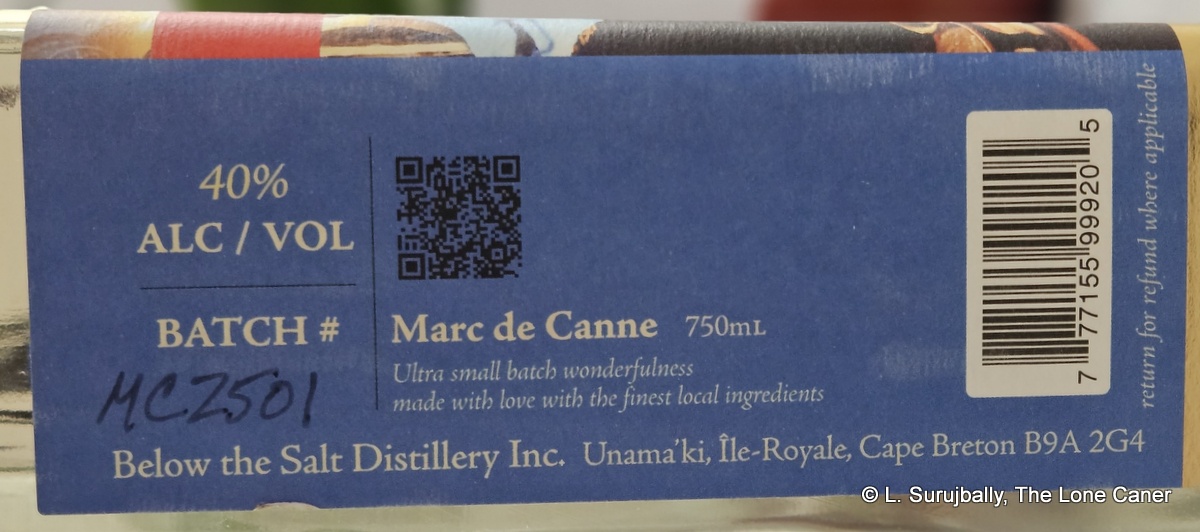 40%
ALC / VOL
BATCH #
MC2501
Marc de Canne 750mL
Ultra small batch wonderfulness
made with love with the finest local ingredients
Below the Salt Distillery Inc. Unama'ki, Île-Royale, Cape Breton B9A 2G4
7 77155 99920 5
return for refund where applicable
© L. Surujbally, The Lone Caner